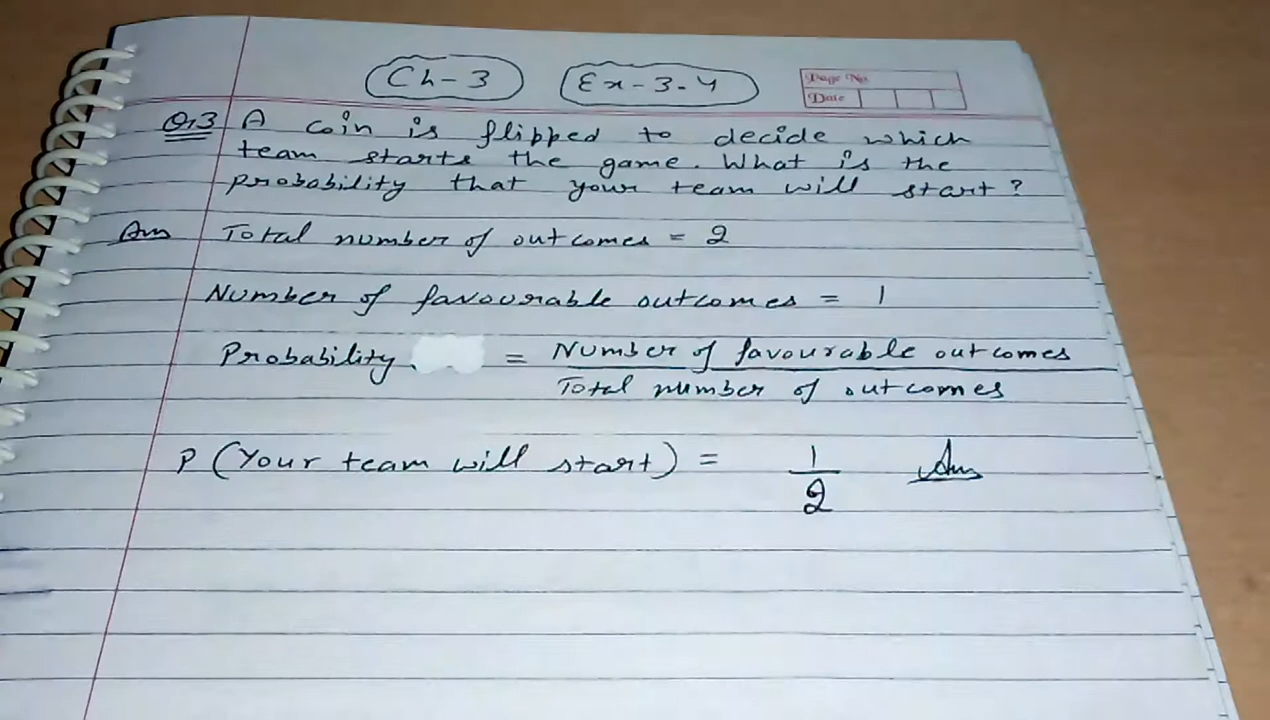 Ch-3 Ex-3.4
Page No.
Date
Q.3 A coin is flipped to decide which
team starts the game. What is the
probability that your team will start?
Ans Total number of outcomes = 2
Number of favourable outcomes = 1
Probability = Number of favourable outcomes
Total number of outcomes
P (Your team will start) = 1/2 Ans